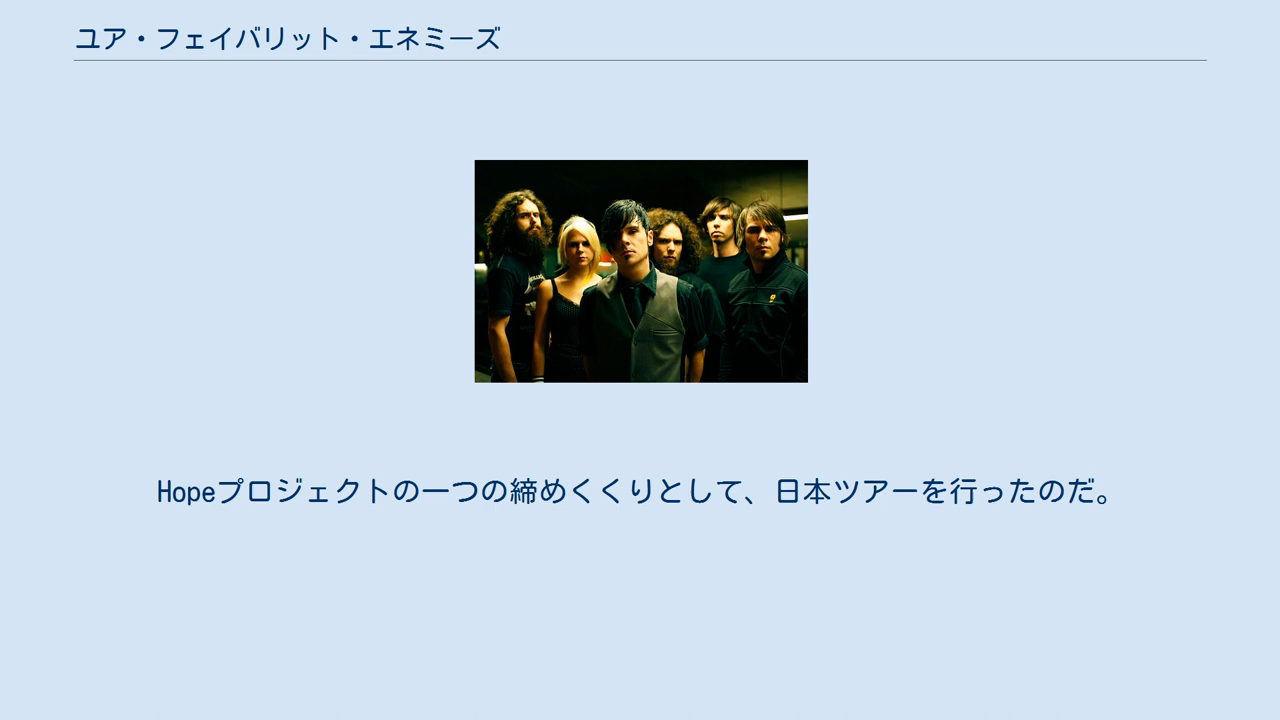 ユア・フェイバリット・エネミーズ
Hopeプロジェクトの一つの締めくくりとして、日本ツアーを行ったのだ。